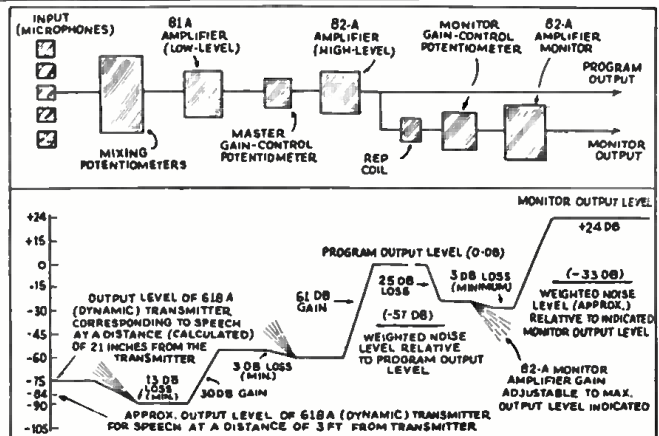 INPUT
(MICROPHONES)
81A
AMPLIFIER
(LOW-LEVEL)
82-A
AMPLIFIER
(HIGH-LEVEL)
MONITOR
GAIN-CONTROL
POTENTIOMETER
82-A
AMPLIFIER
MONITOR
PROGRAM
OUTPUT
MIXING
POTENTIOMETERS
MASTER
GAIN-CONTROL
POTENTIOMETER
REP
COIL
MONITOR
OUTPUT
MONITOR OUTPUT LEVEL
+24 DB
+24
+15
0
-15
-30
-45
-60
-75
-84
-90
-105
PROGRAM OUTPUT LEVEL (0-DB)
OUTPUT LEVEL OF 618A
(DYNAMIC) TRANSMITTER
CORRESPONDING TO SPEECH
AT A DISTANCE (CALCULATED)
OF 21 INCHES FROM THE
TRANSMITTER
13 DB
LOSS
(MIN.)
30 DB GAIN
3 DB LOSS
(MIN.)
61 DB
GAIN
25 DB
LOSS
(-57 DB)
WEIGHTED NOISE
LEVEL RELATIVE
TO PROGRAM OUTPUT
LEVEL
3 DB LOSS
(MINIMUM)
(-33 DB)
WEIGHTED NOISE
LEVEL (APPROX.)
RELATIVE TO INDICATED
MONITOR OUTPUT LEVEL
82-A MONITOR
AMPLIFIER GAIN
ADJUSTABLE TO MAX.
OUTPUT LEVEL INDICATED
APPROX. OUTPUT LEVEL OF 618A (DYNAMIC) TRANSMITTER
FOR SPEECH AT A DISTANCE OF 3 FT FROM TRANSMITTER